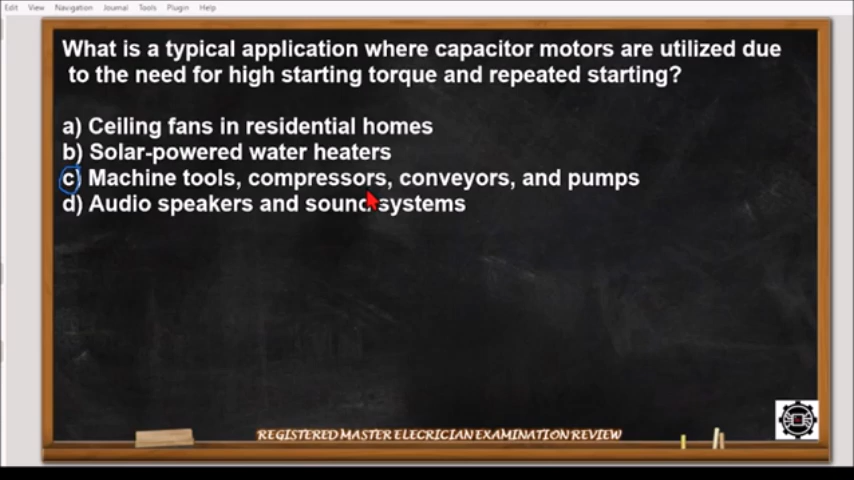 Edit View Navigation Journal Tools Plugin Help
What is a typical application where capacitor motors are utilized due
to the need for high starting torque and repeated starting?
a) Ceiling fans in residential homes
b) Solar-powered water heaters
c) Machine tools, compressors, conveyors, and pumps
d) Audio speakers and sound systems
REGISTERED MASTER ELECRICIAN EXAMINATION REVIEW